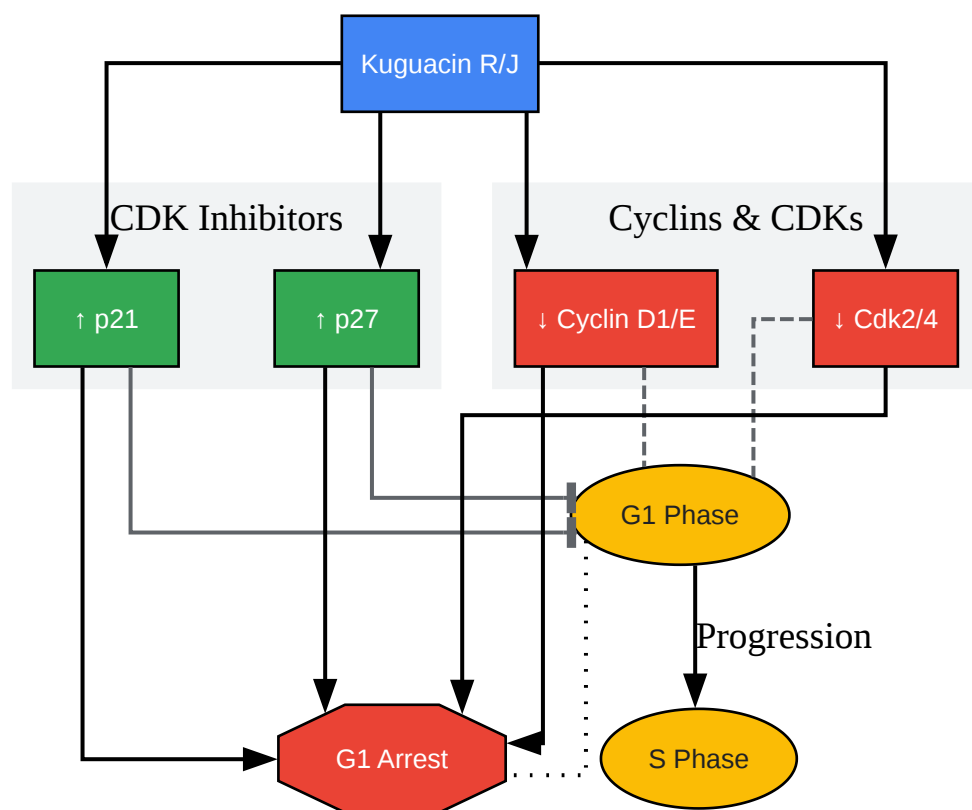 Kuguacin R/J
CDK Inhibitors
Cyclins & CDKs
↑ p21
↑ p27
↓ Cyclin D1/E
↓ Cdk2/4
G1 Phase
Progression
G1 Arrest
S Phase